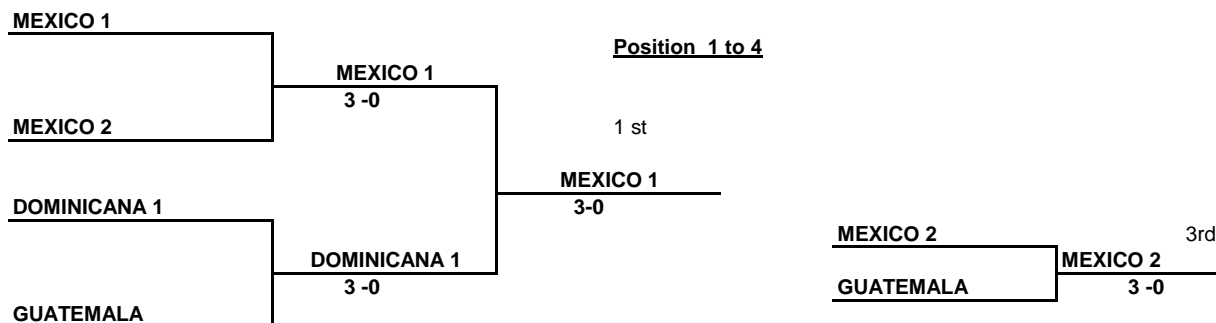 MEXICO 1
Position 1 to 4
MEXICO 1
3 -0
MEXICO 2
1 st
MEXICO 1
3-0
DOMINICANA 1
MEXICO 2
3rd
MEXICO 2
DOMINICANA 1
3 -0
GUATEMALA
3 -0
GUATEMALA